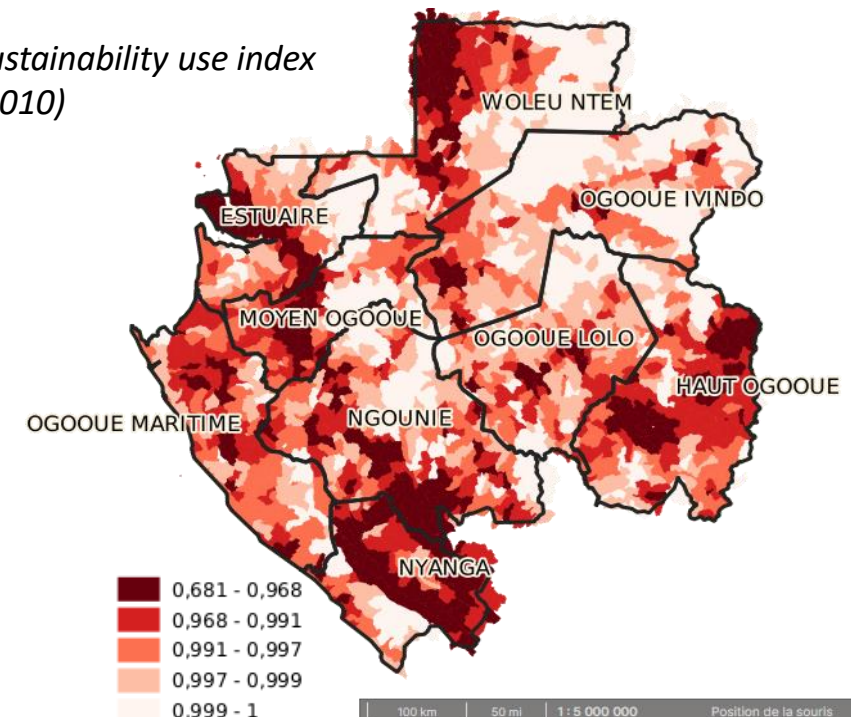 ustainability use index
010)
WOLEU NTEM
OGOOUE IVINDO
ESTUAIRE
MOYEN OGOOUE
OGOOUE LOLO
HAUT OGOOUE
OGOOUE MARITIME
NGOUNIE
NYANGA
0,681 - 0,968
0,968 - 0,991
0,991 - 0,997
0,997 - 0,999
0,999 - 1
100 km 50 mi 1 : 5 000 000 Position de la souris